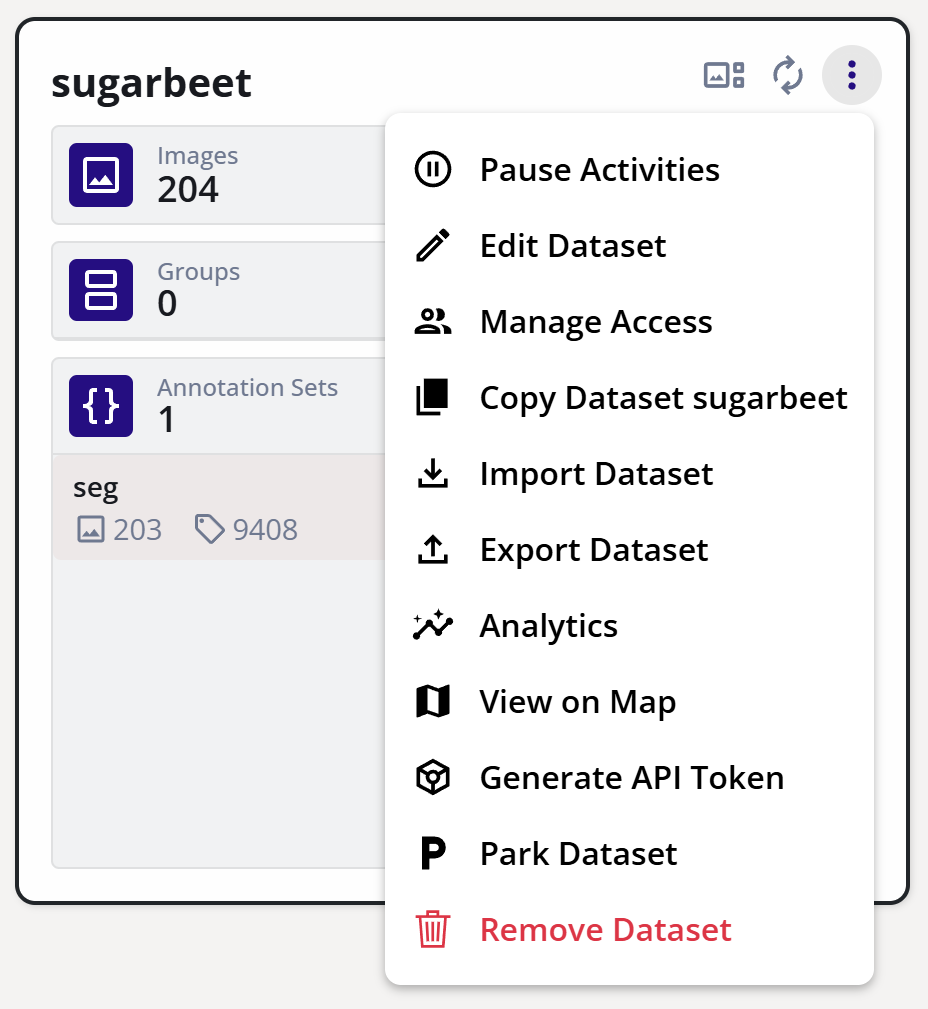 sugarbeet
Images
204
Groups
0
Annotation Sets
1
seg
203 9408
Pause Activities
Edit Dataset
Manage Access
Copy Dataset sugarbeet
Import Dataset
Export Dataset
Analytics
View on Map
Generate API Token
P Park Dataset
Remove Dataset